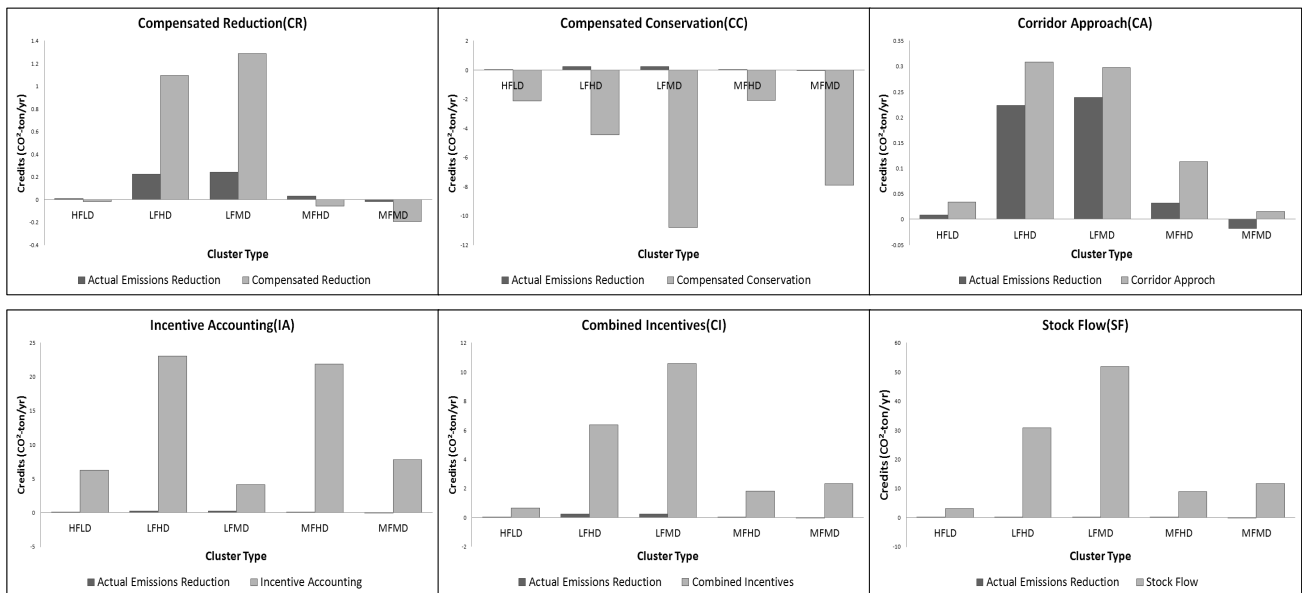 Compensated Reduction(CR)
Credits (CO²-ton/yr)
1.4
1.2
1
0.8
0.6
0.4
0.2
0
-0.2
-0.4
HFLD LFHD LFMD MFHD MFMD
Cluster Type
Actual Emissions Reduction Compensated Reduction
Compensated Conservation (CC)
Credits (CO²-ton/yr)
2
0
-2
-4
-6
-8
-10
-12
HFLD LFHD LFMD MFHD MFMD
Cluster Type
Actual Emissions Reduction Compensated Conservation
Corridor Approach(CA)
Credits (CO²-ton/yr)
0.35
0.3
0.25
0.2
0.15
0.1
0.05
0
-0.05
HFLD LFHD LFMD MFHD MFMD
Cluster Type
Actual Emissions Reduction Corridor Approch
Incentive Accounting(IA)
Credits (CO²-ton/yr)
25
20
15
10
5
0
-5
HFLD LFHD LFMD MFHD MFMD
Cluster Type
Actual Emissions Reduction Incentive Accounting
Combined Incentives(CI)
Credits (CO²-ton/yr)
12
10
8
6
4
2
0
-2
HFLD LFHD LFMD MFHD MFMD
Cluster Type
Actual Emissions Reduction Combined Incentives
Stock Flow(SF)
Credits (CO²-ton/yr)
60
50
40
30
20
10
0
-10
HFLD LFHD LFMD MFHD MFMD
Cluster Type
Actual Emissions Reduction Stock Flow